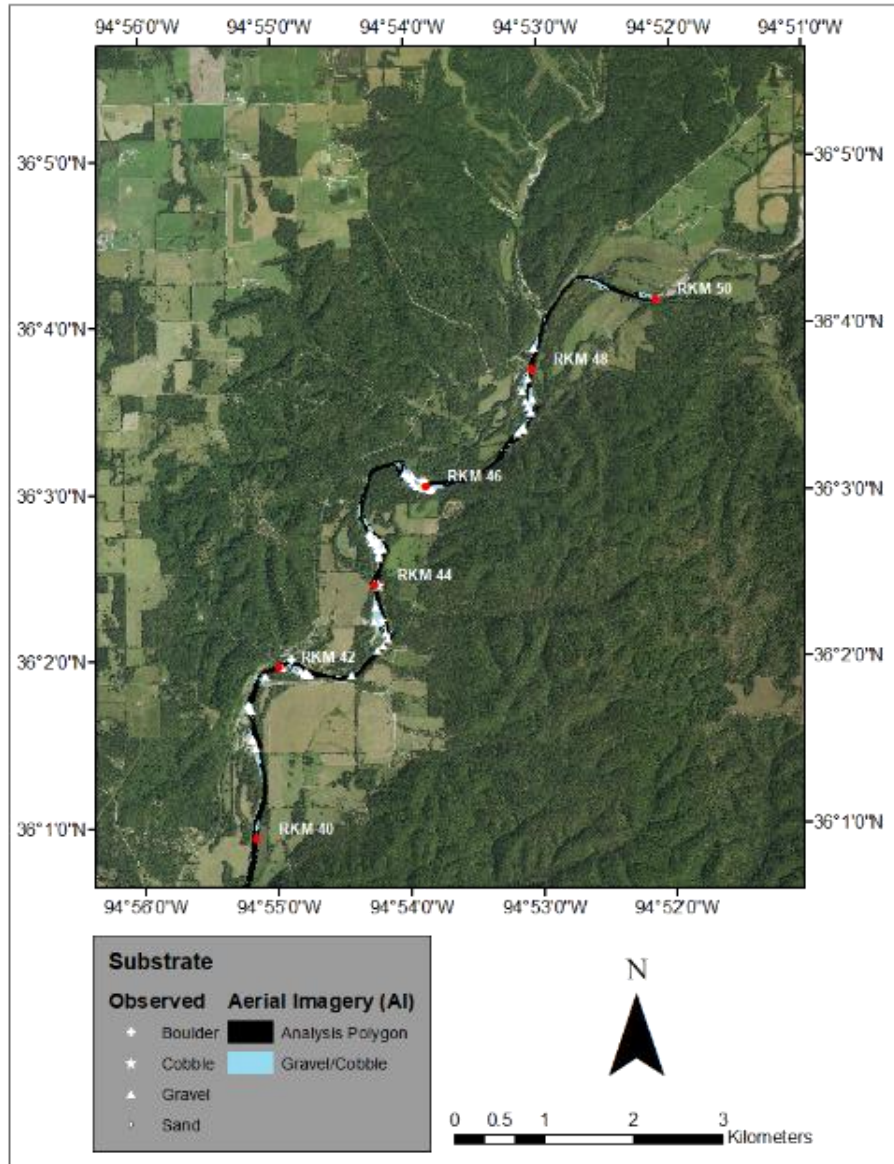 94°56'0"W 94°55'0"W 94°54'0"W 94°53'0"W 94°52'0"W 94°51'0"W
36°5'0"N 36°5'0"N
RKM 50
36°4'0"N 36°4'0"N
RKM 48
RKM 46
36°3'0"N 36°3'0"N
RKM 44
RKM 42
36°2'0"N 36°2'0"N
RKM 40
36°1'0"N 36°1'0"N
94°56'0"W 94°55'0"W 94°54'0"W 94°53'0"W 94°52'0"W
Substrate
Observed Aerial Imagery (AI)
Boulder Analysis Polygon
Cobble Gravel/Cobble
Gravel
Sand
N
0 0.5 1 2 3
Kilometers